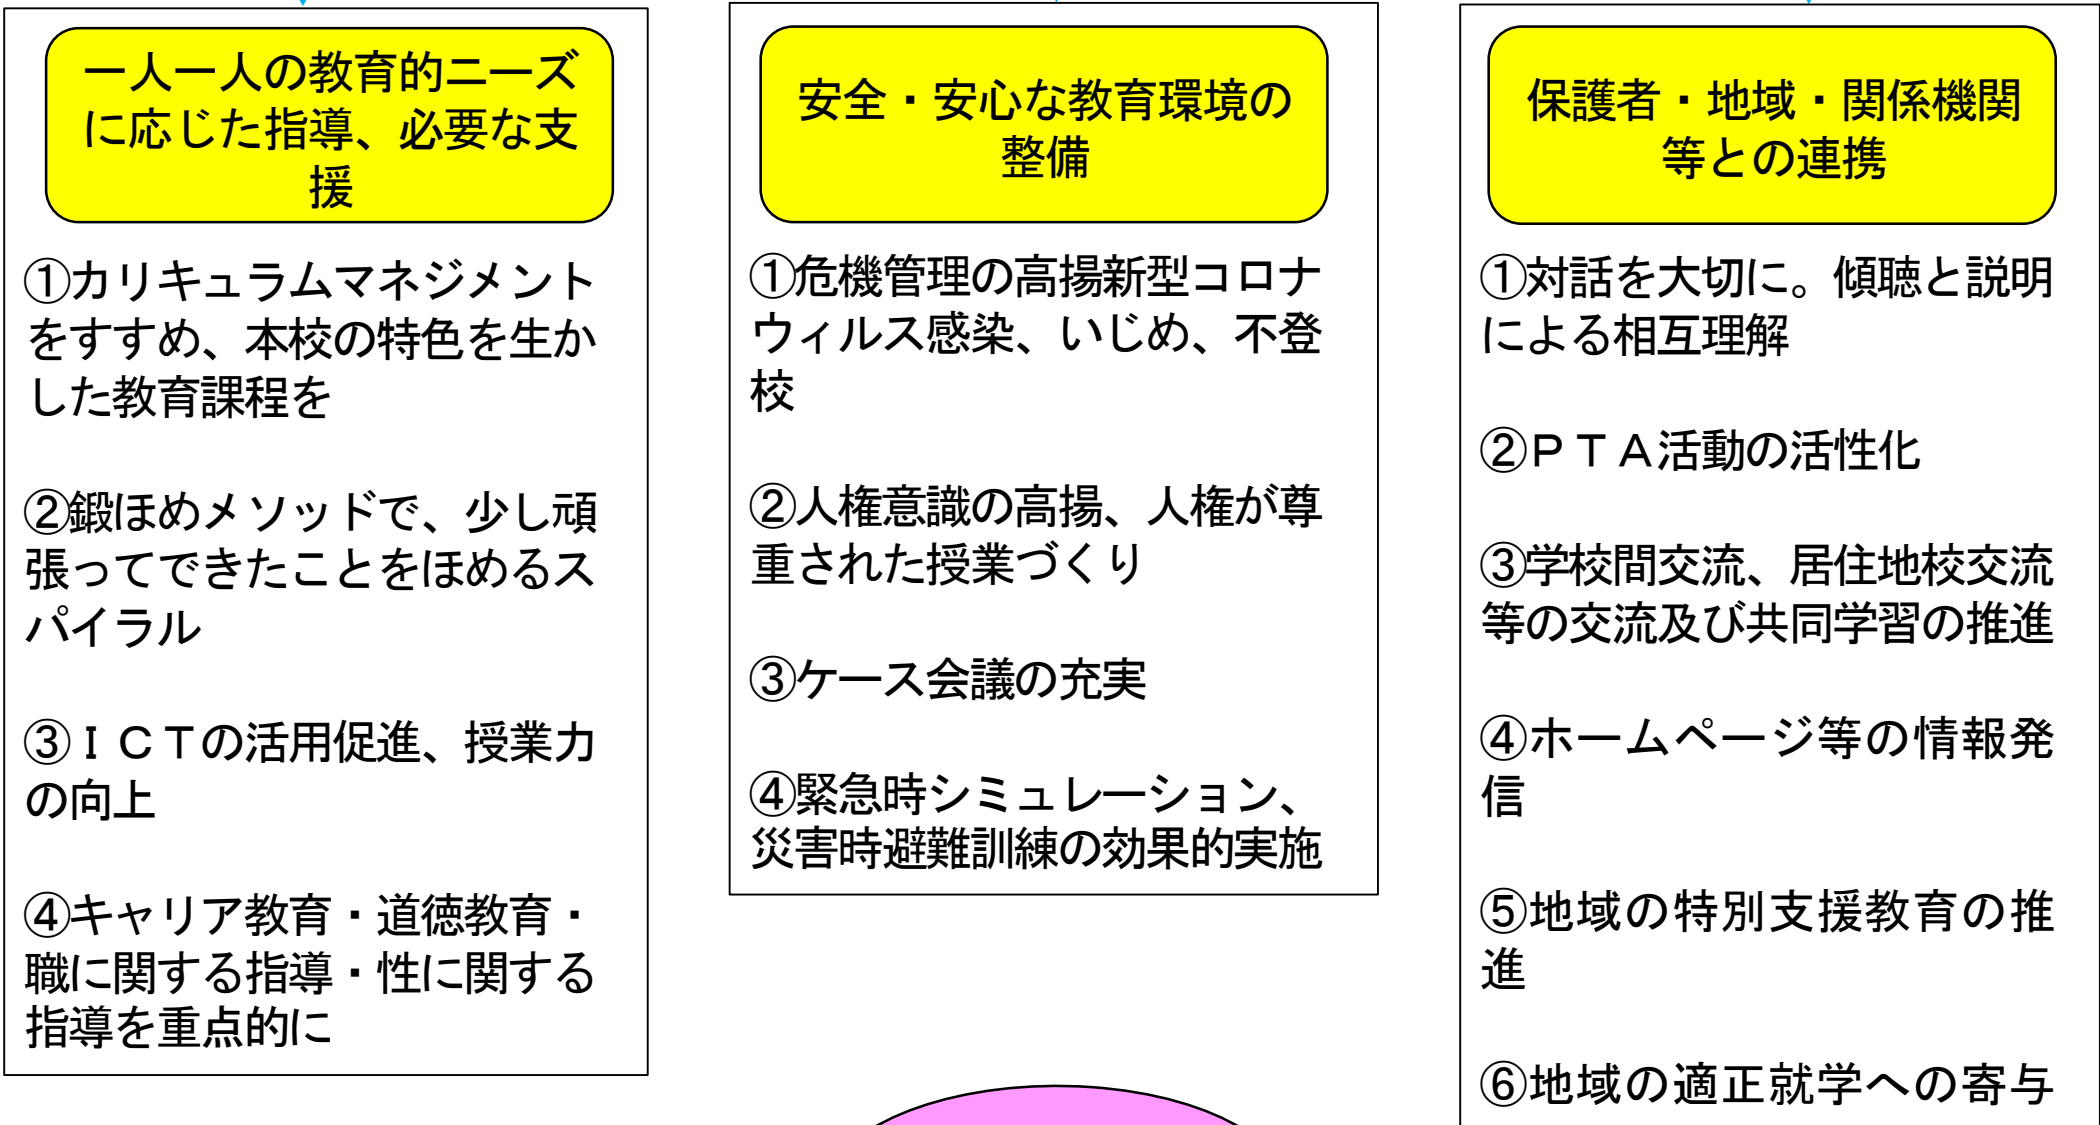 一人一人の教育的ニーズ
に応じた指導、必要な支
援
①カリキュラムマネジメント
をすすめ、本校の特色を生か
した教育課程を
②鍛ほめメソッドで、少し頑
張ってできたことをほめるス
パイラル
③ＩＣＴの活用促進、授業力
の向上
④キャリア教育・道徳教育・
職に関する指導・性に関する
指導を重点的に
安全・安心な教育環境の
整備
①危機管理の高揚新型コロナ
ウィルス感染、いじめ、不登
校
②人権意識の高揚、人権が尊
重された授業づくり
③ケース会議の充実
④緊急時シミュレーション、
災害時避難訓練の効果的実施
保護者・地域・関係機関
等との連携
①対話を大切に。傾聴と説明
による相互理解
②ＰＴＡ活動の活性化
③学校間交流、居住地校交流
等の交流及び共同学習の推進
④ホームページ等の情報発
信
⑤地域の特別支援教育の推
進
⑥地域の適正就学への寄与